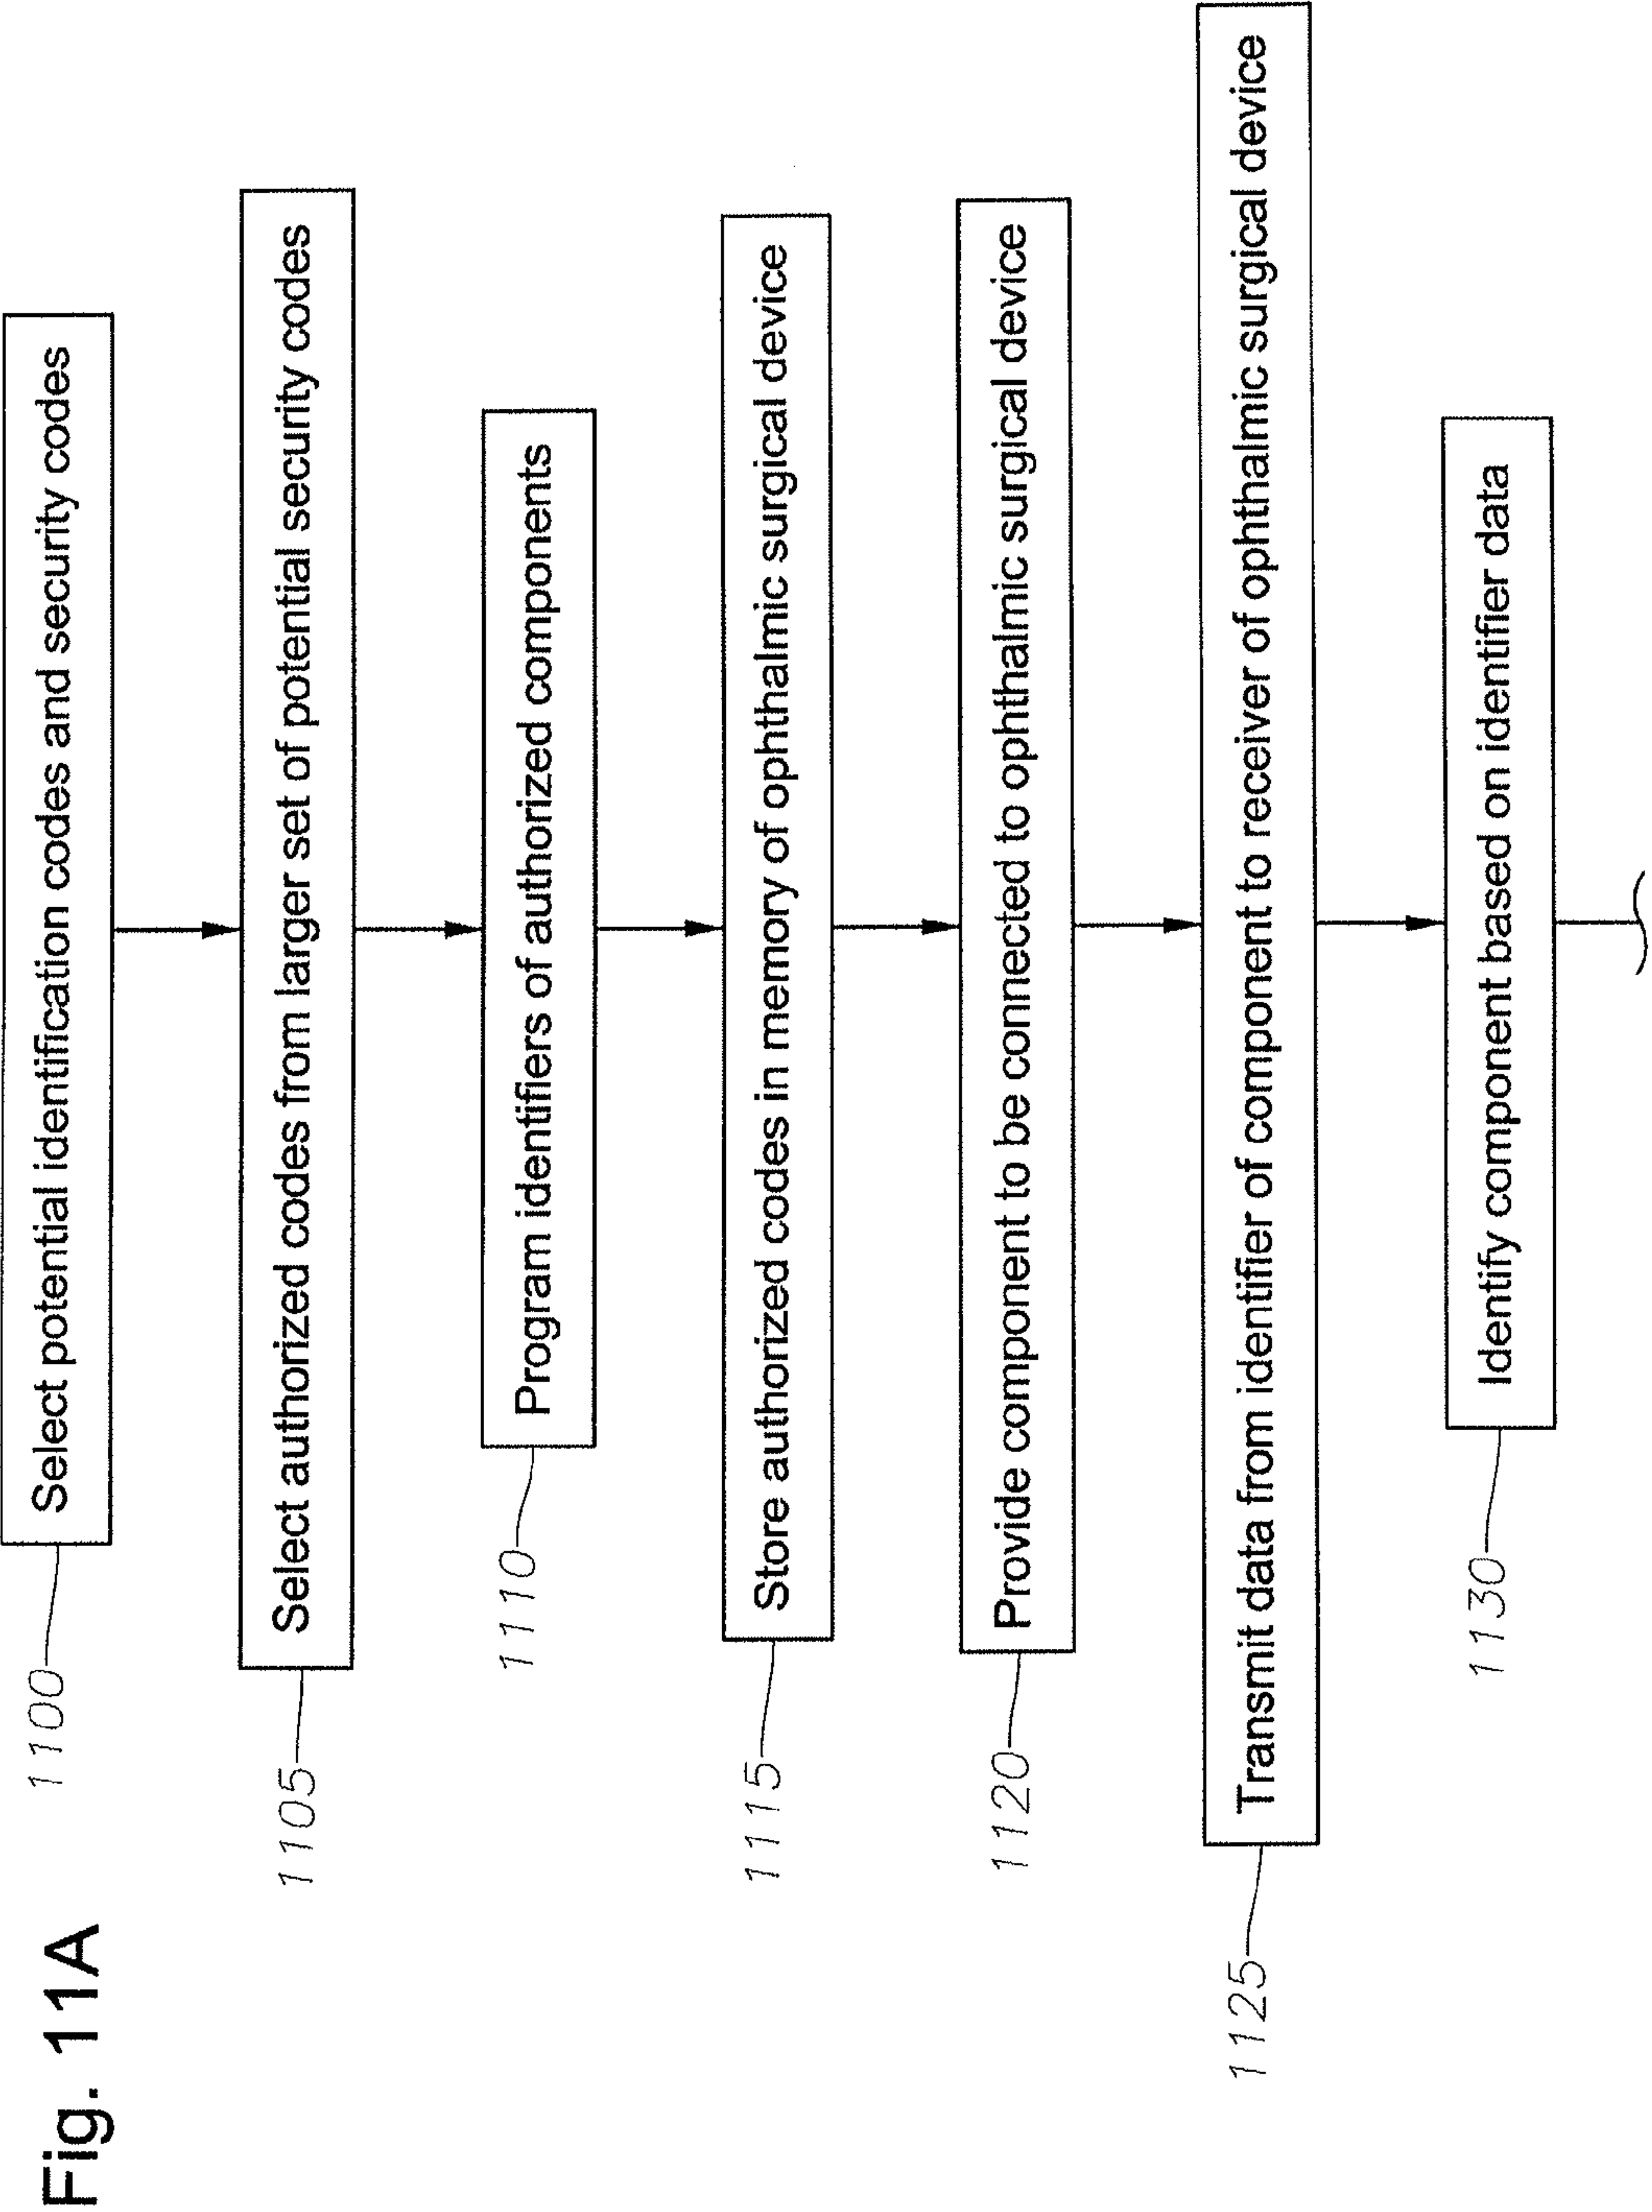 Fig. 11A
1100
Select potential identification codes and security codes
1105
Select authorized codes from larger set of potential security codes
1110
Program identifiers of authorized components
1115
Store authorized codes in memory of ophthalmic surgical device
1120
Provide component to be connected to ophthalmic surgical device
1125
Transmit data from identifier of component to receiver of ophthalmic surgical device
1130
Identify component based on identifier data